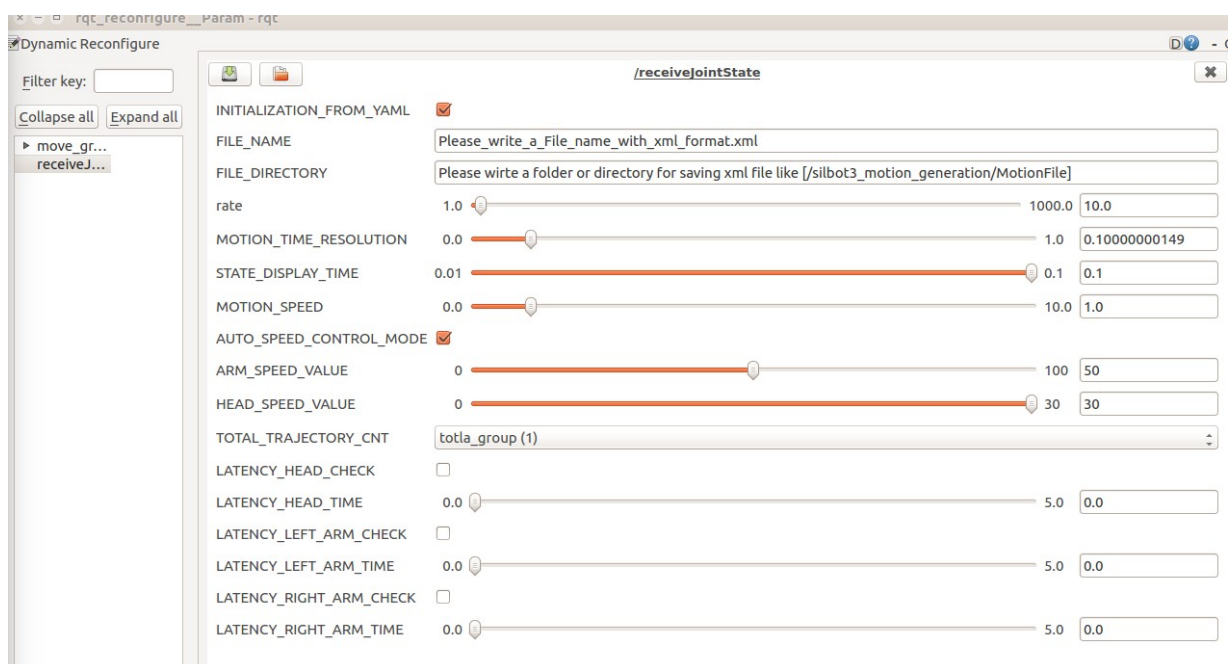 rqt_reconfigure__Param - rqt
Dynamic Reconfigure D ? -
Filter key: /receiveJointState
Collapse all Expand all
move_gr...
receiveJ...
INITIALIZATION_FROM_YAML
FILE_NAME Please_write_a_File_name_with_xml_format.xml
FILE_DIRECTORY Please wirte a folder or directory for saving xml file like [/silbot3_motion_generation/MotionFile]
rate 1.0 1000.0 10.0
MOTION_TIME_RESOLUTION 0.0 1.0 0.10000000149
STATE_DISPLAY_TIME 0.01 0.1 0.1
MOTION_SPEED 0.0 10.0 1.0
AUTO_SPEED_CONTROL_MODE
ARM_SPEED_VALUE 0 100 50
HEAD_SPEED_VALUE 0 30 30
TOTAL_TRAJECTORY_CNT totla_group (1)
LATENCY_HEAD_CHECK
LATENCY_HEAD_TIME 0.0 5.0 0.0
LATENCY_LEFT_ARM_CHECK
LATENCY_LEFT_ARM_TIME 0.0 5.0 0.0
LATENCY_RIGHT_ARM_CHECK
LATENCY_RIGHT_ARM_TIME 0.0 5.0 0.0